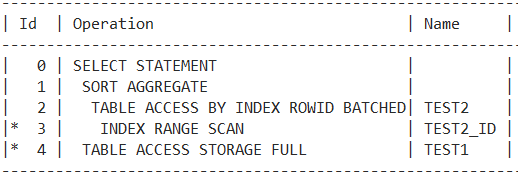 -----------------------------------------------------------------
| Id | Operation | Name |
-----------------------------------------------------------------
| 0 | SELECT STATEMENT | |
| 1 | SORT AGGREGATE | |
| 2 | TABLE ACCESS BY INDEX ROWID BATCHED| TEST2 |
|* 3 | INDEX RANGE SCAN | TEST2_ID |
|* 4 | TABLE ACCESS STORAGE FULL | TEST1 |
-----------------------------------------------------------------